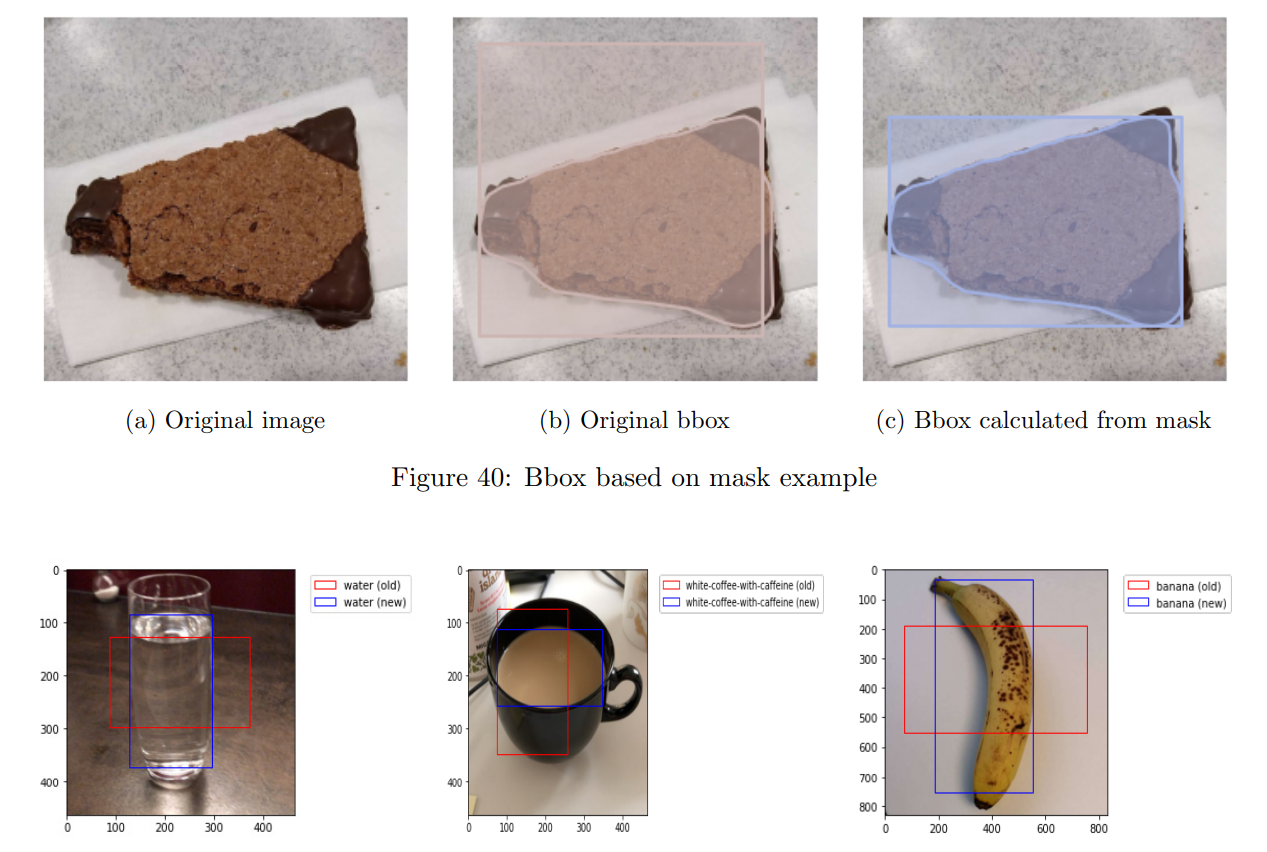 (a) Original image
(b) Original bbox
(c) Bbox calculated from mask
Figure 40: Bbox based on mask example
water (old)
water (new)
0
100
200
300
400
0 100 200 300 400
white-coffee-with-caffeine (old)
white-coffee-with-caffeine (new)
0
100
200
300
400
0 100 200 300 400
banana (old)
banana (new)
0
100
200
300
400
500
600
700
800
0 200 400 600 800